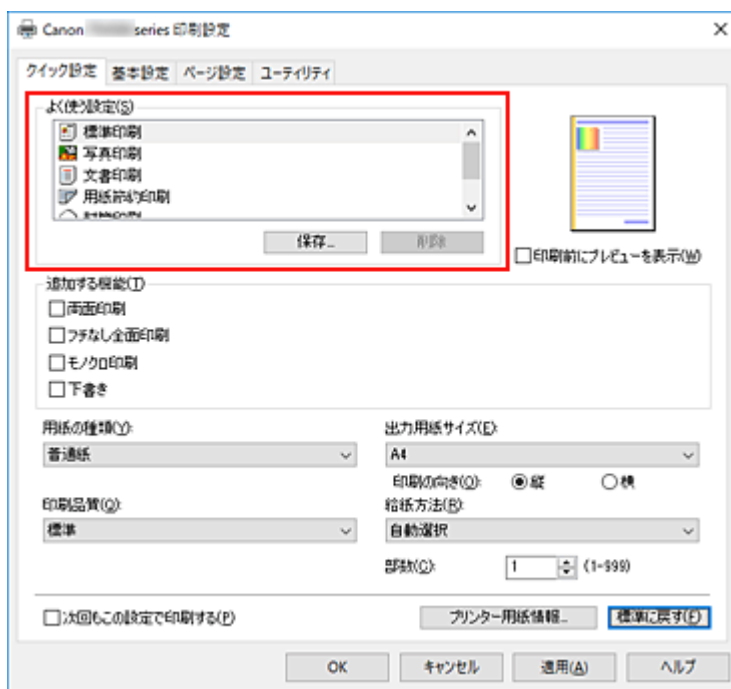 Canon series 印刷設定
クイック設定 基本設定 ページ設定 ユーティリティ
よく使う設定(S)
標準印刷
写真印刷
文書印刷
用紙節約印刷
保存...
削除
印刷前にプレビューを表示(W)
追加する機能(T)
両面印刷
フチなし全面印刷
モノクロ印刷
下書き
用紙の種類(Y):
普通紙
出力用紙サイズ(E):
A4
印刷の向き(O): 縦 横
印刷品質(Q):
標準
給紙方法(R):
自動選択
部数(C): 1 (1-999)
次回もこの設定で印刷する(P)
プリンター用紙情報...
標準に戻す(F)
OK キャンセル 適用(A) ヘルプ